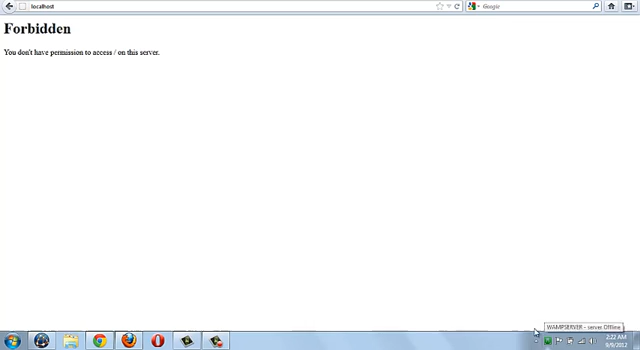 localhost
Google
Forbidden
You don't have permission to access / on this server.
WAMPSERVER - server Offline
2:22 AM
9/9/2012